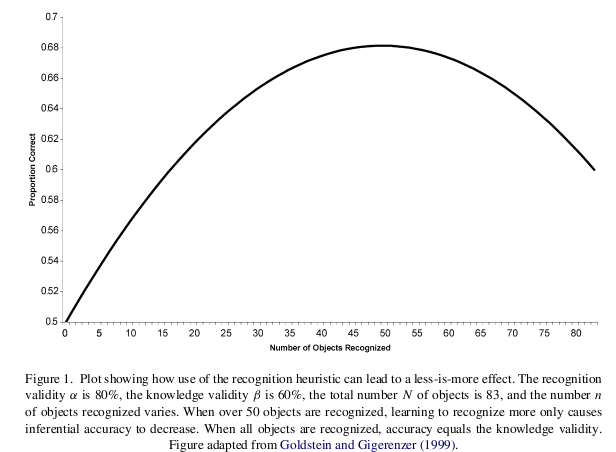 0.7
0.68
0.66
0.64
0.62
0.6
0.58
0.56
0.54
0.52
0.5
Proportion Correct
0 5 10 15 20 25 30 35 40 45 50 55 60 65 70 75 80
Number of Objects Recognized
Figure 1. Plot showing how use of the recognition heuristic can lead to a less-is-more effect. The recognition
validity α is 80%, the knowledge validity β is 60%, the total number N of objects is 83, and the number n
of objects recognized varies. When over 50 objects are recognized, learning to recognize more only causes
inferential accuracy to decrease. When all objects are recognized, accuracy equals the knowledge validity.
Figure adapted from Goldstein and Gigerenzer (1999).